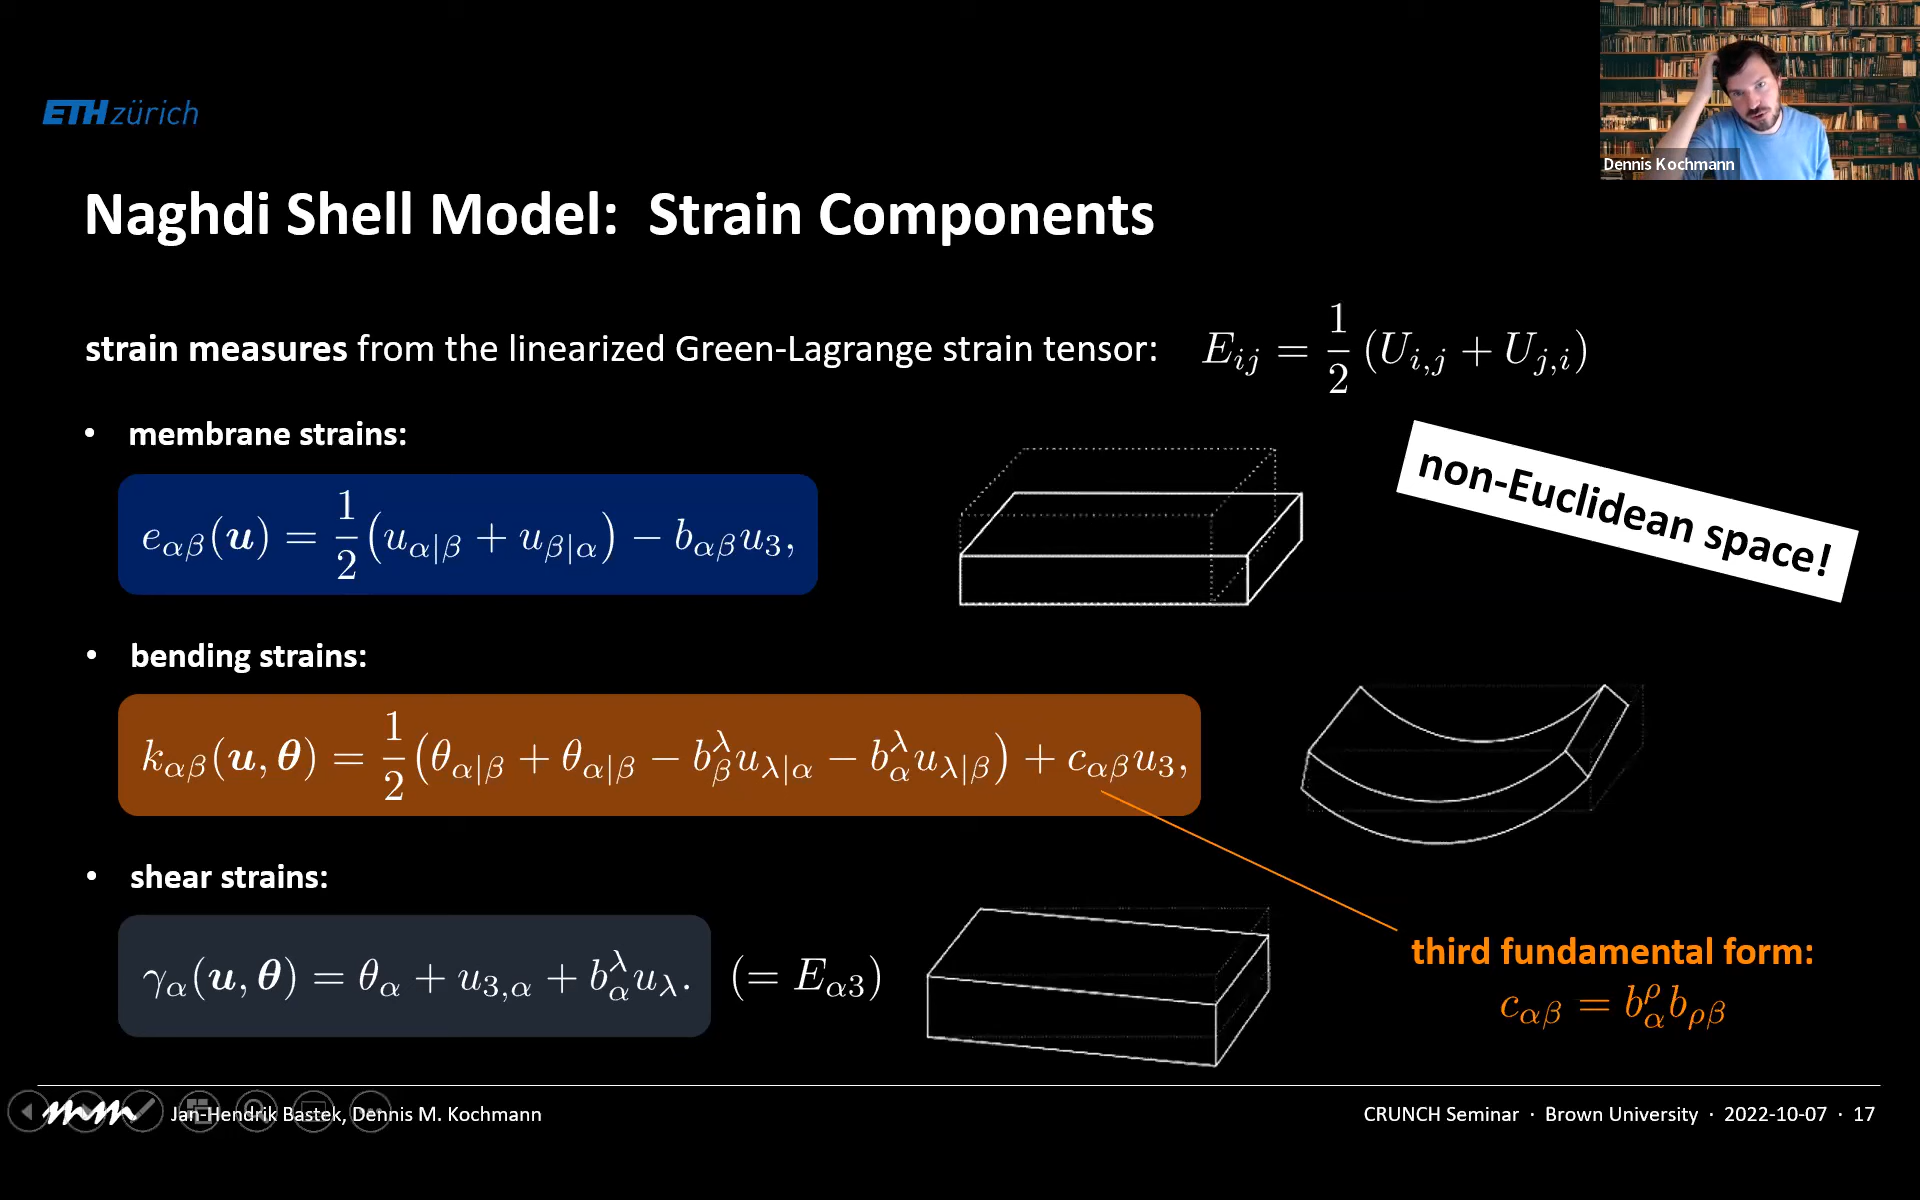 Dennis Kochmann
ETH zürich
Naghdi Shell Model: Strain Components
strain measures from the linearized Green-Lagrange strain tensor: E_{ij} = \frac{1}{2} (U_{i,j} + U_{j,i})
• membrane strains:
non-Euclidean space!
e_{αβ}(u) = \frac{1}{2}(u_{α|β} + u_{β|α}) − b_{αβ}u_3,
• bending strains:
k_{αβ}(u, θ) = \frac{1}{2}(θ_{α|β} + θ_{α|β} − b^λ_β u_{λ|α} − b^λ_α u_{λ|β}) + c_{αβ}u_3,
• shear strains:
γ_α(u, θ) = θ_α + u_{3,α} + b^λ_α u_λ. (= E_{α3})
third fundamental form:
c_{αβ} = b^ρ_α b_{ρβ}
mm Jan-Hendrik Bastek, Dennis M. Kochmann
CRUNCH Seminar · Brown University · 2022-10-07 · 17